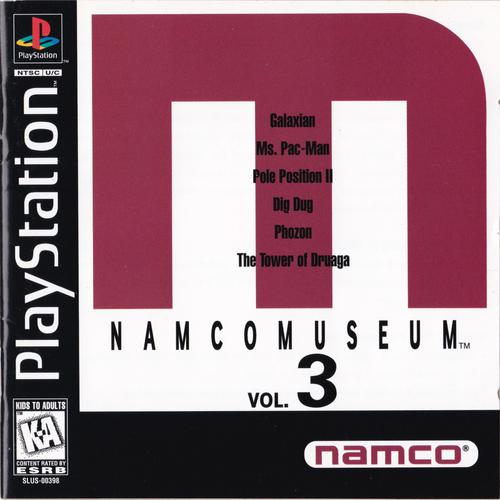 PlayStation
NTSC U/C
PlayStation™
Galaxian
Ms. Pac-Man
Pole Position II
Dig Dug
Phozon
The Tower of Druaga
NAMCOMUSEUM™
VOL. 3
KIDS TO ADULTS
KA
CONTENT RATED BY
ESRB
SLUS-00398
namco®